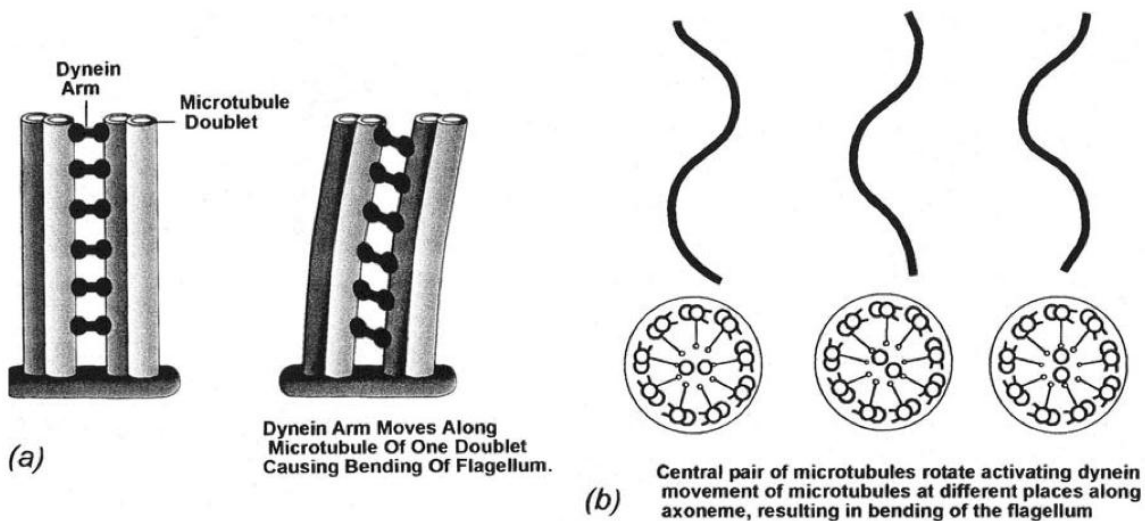 Dynein
Arm
Microtubule
Doublet
Dynein Arm Moves Along
Microtubule Of One Doublet
Causing Bending Of Flagellum.
(a)
Central pair of microtubules rotate activating dynein
movement of microtubules at different places along
axoneme, resulting in bending of the flagellum
(b)